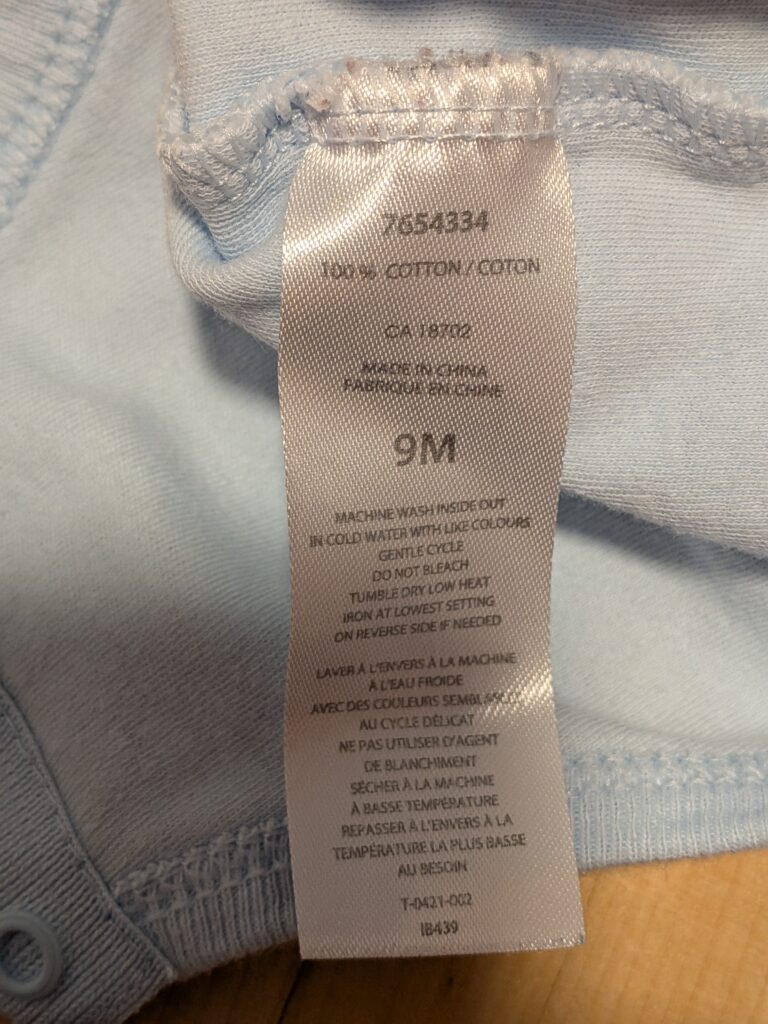 7654334
100 % COTTON / COTON
CA 18702
MADE IN CHINA
FABRIQUE EN CHINE
9M
MACHINE WASH INSIDE OUT
IN COLD WATER WITH LIKE COLOURS
GENTLE CYCLE
DO NOT BLEACH
TUMBLE DRY LOW HEAT
IRON AT LOWEST SETTING
ON REVERSE SIDE IF NEEDED
LAVER À L'ENVERS À LA MACHINE
À L'EAU FROIDE
AVEC DES COULEURS SEMBLABLES
AU CYCLE DÉLICAT
NE PAS UTILISER D'AGENT
DE BLANCHIMENT
SÉCHER À LA MACHINE
À BASSE TEMPÉRATURE
REPASSER À L'ENVERS À LA
TEMPÉRATURE LA PLUS BASSE
AU BESOIN
T-0421-002
IB439